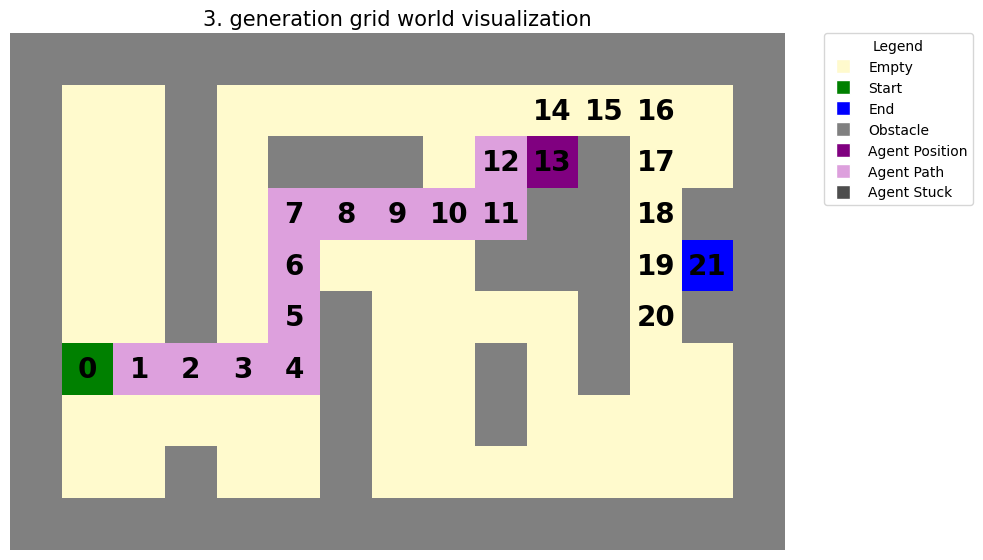 3. generation grid world visualization
Legend
Empty
Start
End
Obstacle
Agent Position
Agent Path
Agent Stuck
14 15 16
12 13 17
7 8 9 10 11 18
6 19 21
5 20
0 1 2 3 4